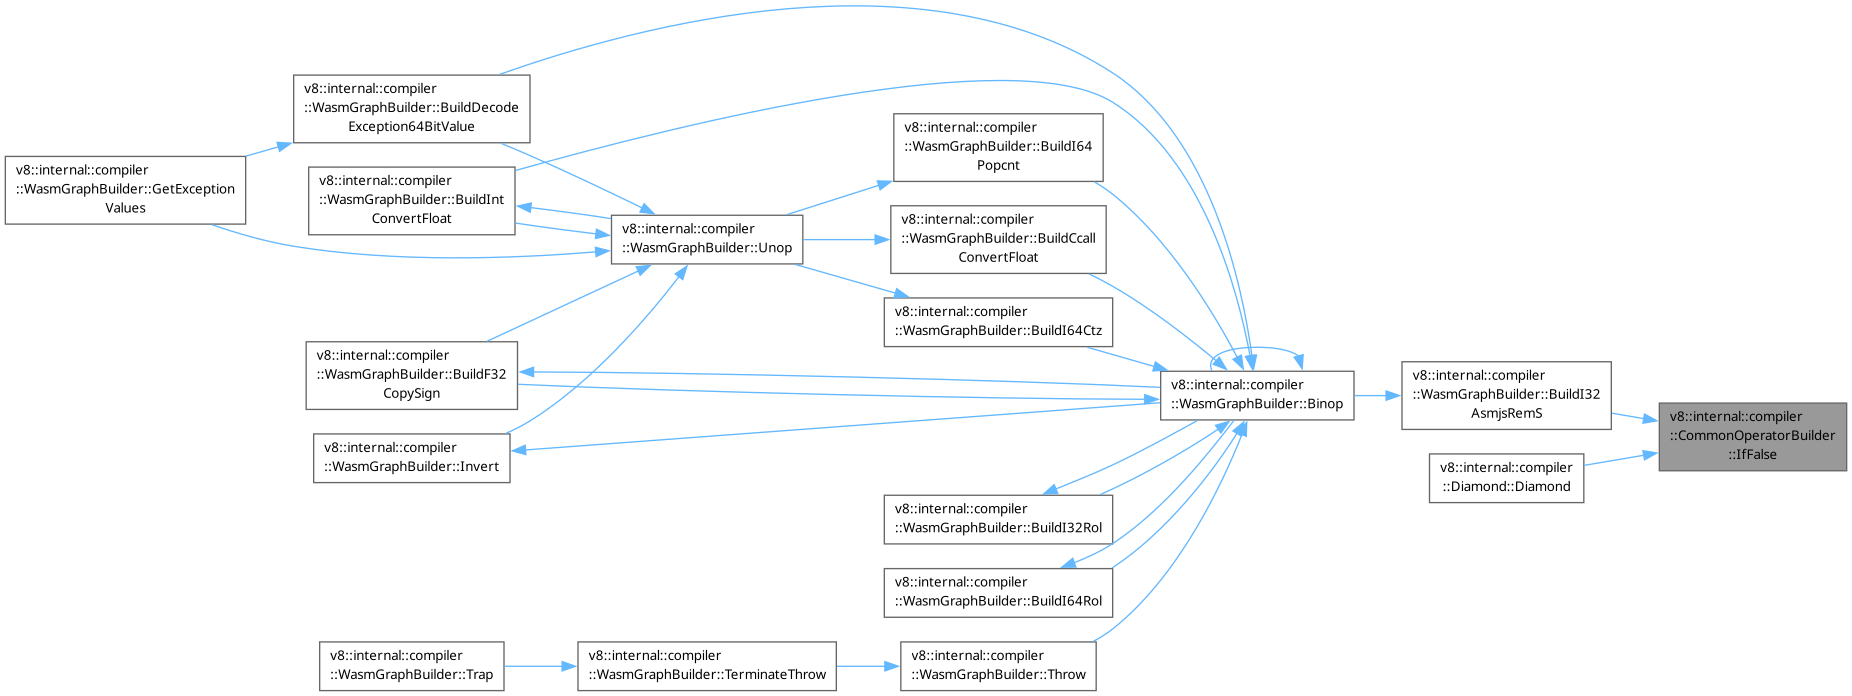 v8::internal::compiler
::WasmGraphBuilder::BuildDecode
Exception64BitValue
v8::internal::compiler
::WasmGraphBuilder::GetException
Values
v8::internal::compiler
::WasmGraphBuilder::BuildInt
ConvertFloat
v8::internal::compiler
::WasmGraphBuilder::Unop
v8::internal::compiler
::WasmGraphBuilder::BuildI64
Popcnt
v8::internal::compiler
::WasmGraphBuilder::BuildCcall
ConvertFloat
v8::internal::compiler
::WasmGraphBuilder::BuildI64Ctz
v8::internal::compiler
::WasmGraphBuilder::BuildF32
CopySign
v8::internal::compiler
::WasmGraphBuilder::Invert
v8::internal::compiler
::WasmGraphBuilder::Binop
v8::internal::compiler
::WasmGraphBuilder::BuildI32
AsmjsRemS
v8::internal::compiler
::CommonOperatorBuilder
::IfFalse
v8::internal::compiler
::Diamond::Diamond
v8::internal::compiler
::WasmGraphBuilder::BuildI32Rol
v8::internal::compiler
::WasmGraphBuilder::BuildI64Rol
v8::internal::compiler
::WasmGraphBuilder::Trap
v8::internal::compiler
::WasmGraphBuilder::TerminateThrow
v8::internal::compiler
::WasmGraphBuilder::Throw